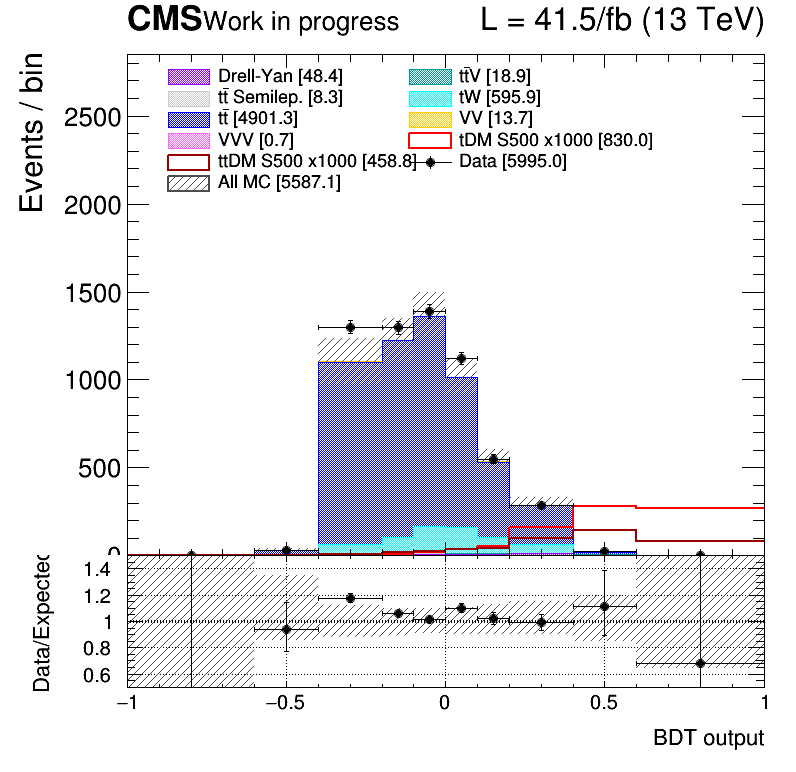 CMS Work in progress L = 41.5/fb (13 TeV)
Events / bin
2500
2000
1500
1000
500
0
Drell-Yan [48.4]
tt̄ Semilep. [8.3]
tt̄ [4901.3]
VVV [0.7]
ttDM S500 x1000 [458.8]
All MC [5587.1]
tt̄V [18.9]
tW [595.9]
VV [13.7]
tDM S500 x1000 [830.0]
Data [5995.0]
Data/Expected
1.4
1.2
1
0.8
0.6
−1 −0.5 0 0.5 1
BDT output